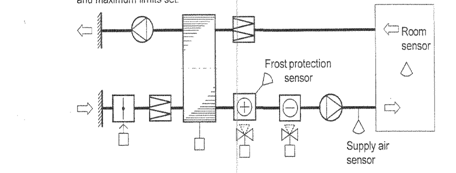 and maximum limits set.
Room
sensor
Frost protection
sensor
Supply air
sensor